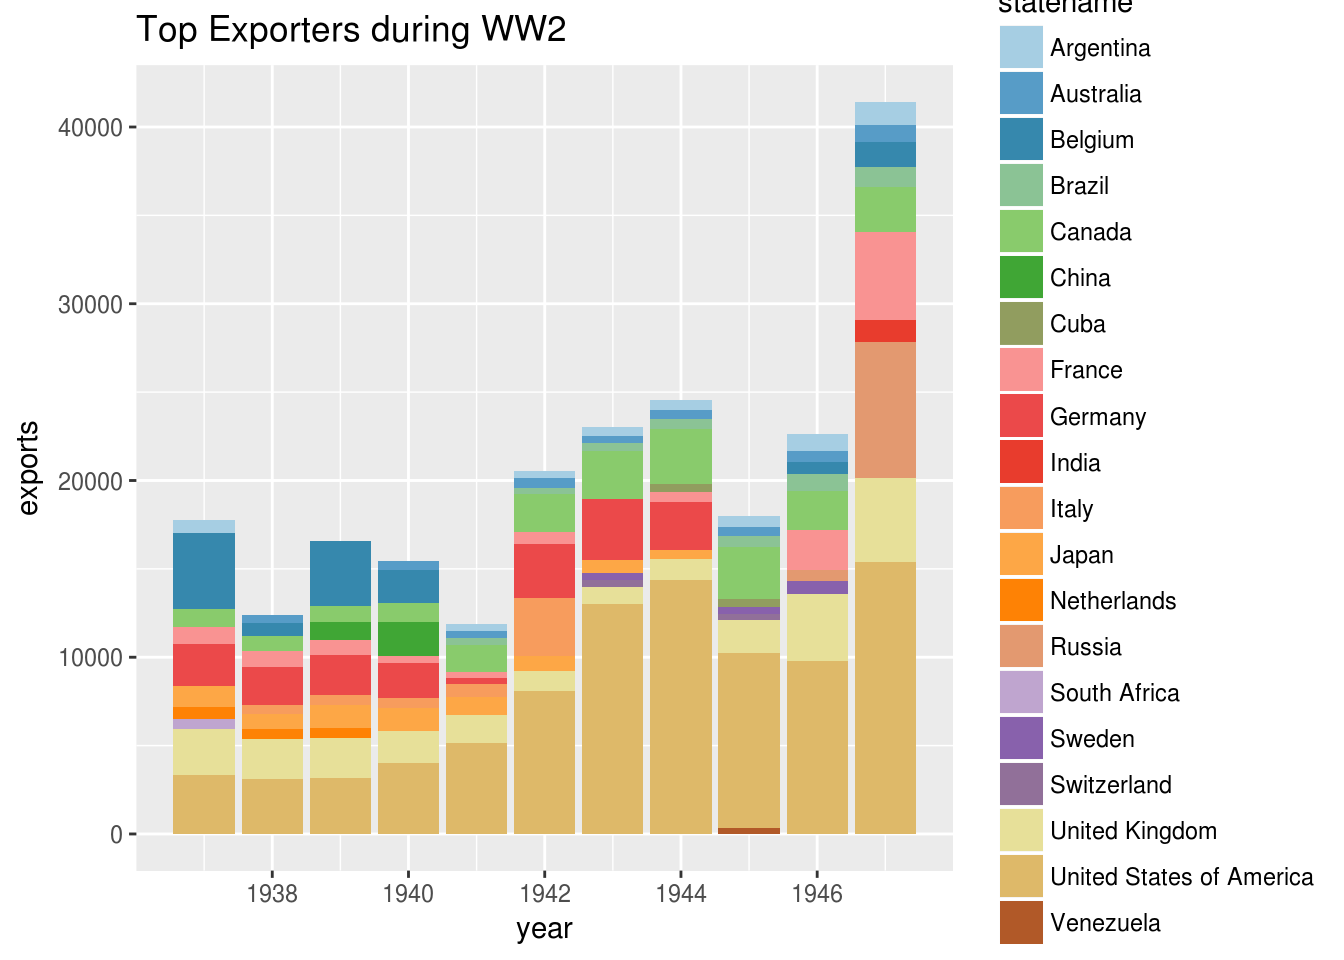 Top Exporters during WW2
statename
Argentina
Australia
Belgium
Brazil
Canada
China
Cuba
France
Germany
India
Italy
Japan
Netherlands
Russia
South Africa
Sweden
Switzerland
United Kingdom
United States of America
Venezuela
exports
40000
30000
20000
10000
0
1938
1940
1942
1944
1946
year